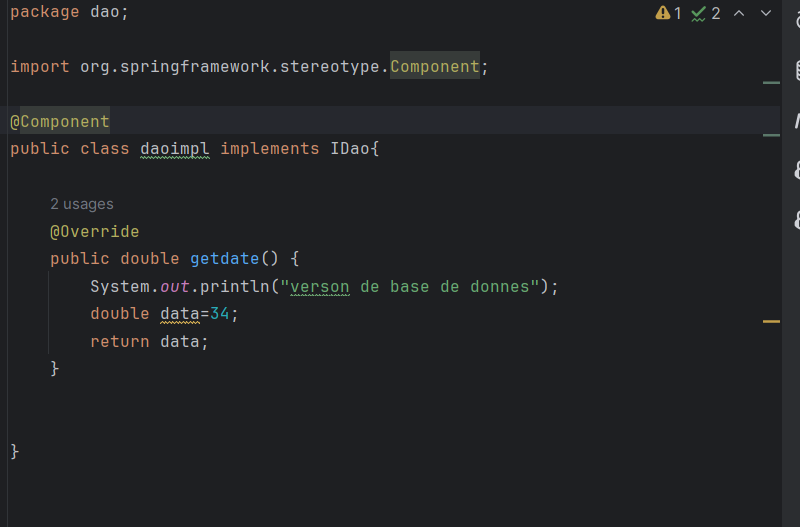 package dao;
1 2
import org.springframework.stereotype.Component;
@Component
public class daoimpl implements IDao{
2 usages
@Override
public double getdate() {
System.out.println("verson de base de donnes");
double data=34;
return data;
}
}